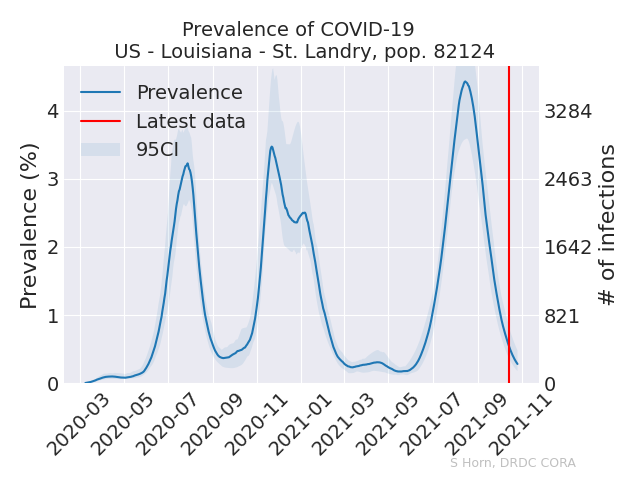 Prevalence of COVID-19
US - Louisiana - St. Landry, pop. 82124
Prevalence
Latest data
95CI
Prevalence (%)
4
3
2
1
0
3284
2463
1642
821
0
# of infections
2020-03
2020-05
2020-07
2020-09
2020-11
2021-01
2021-03
2021-05
2021-07
2021-09
2021-11
S Horn, DRDC CORA